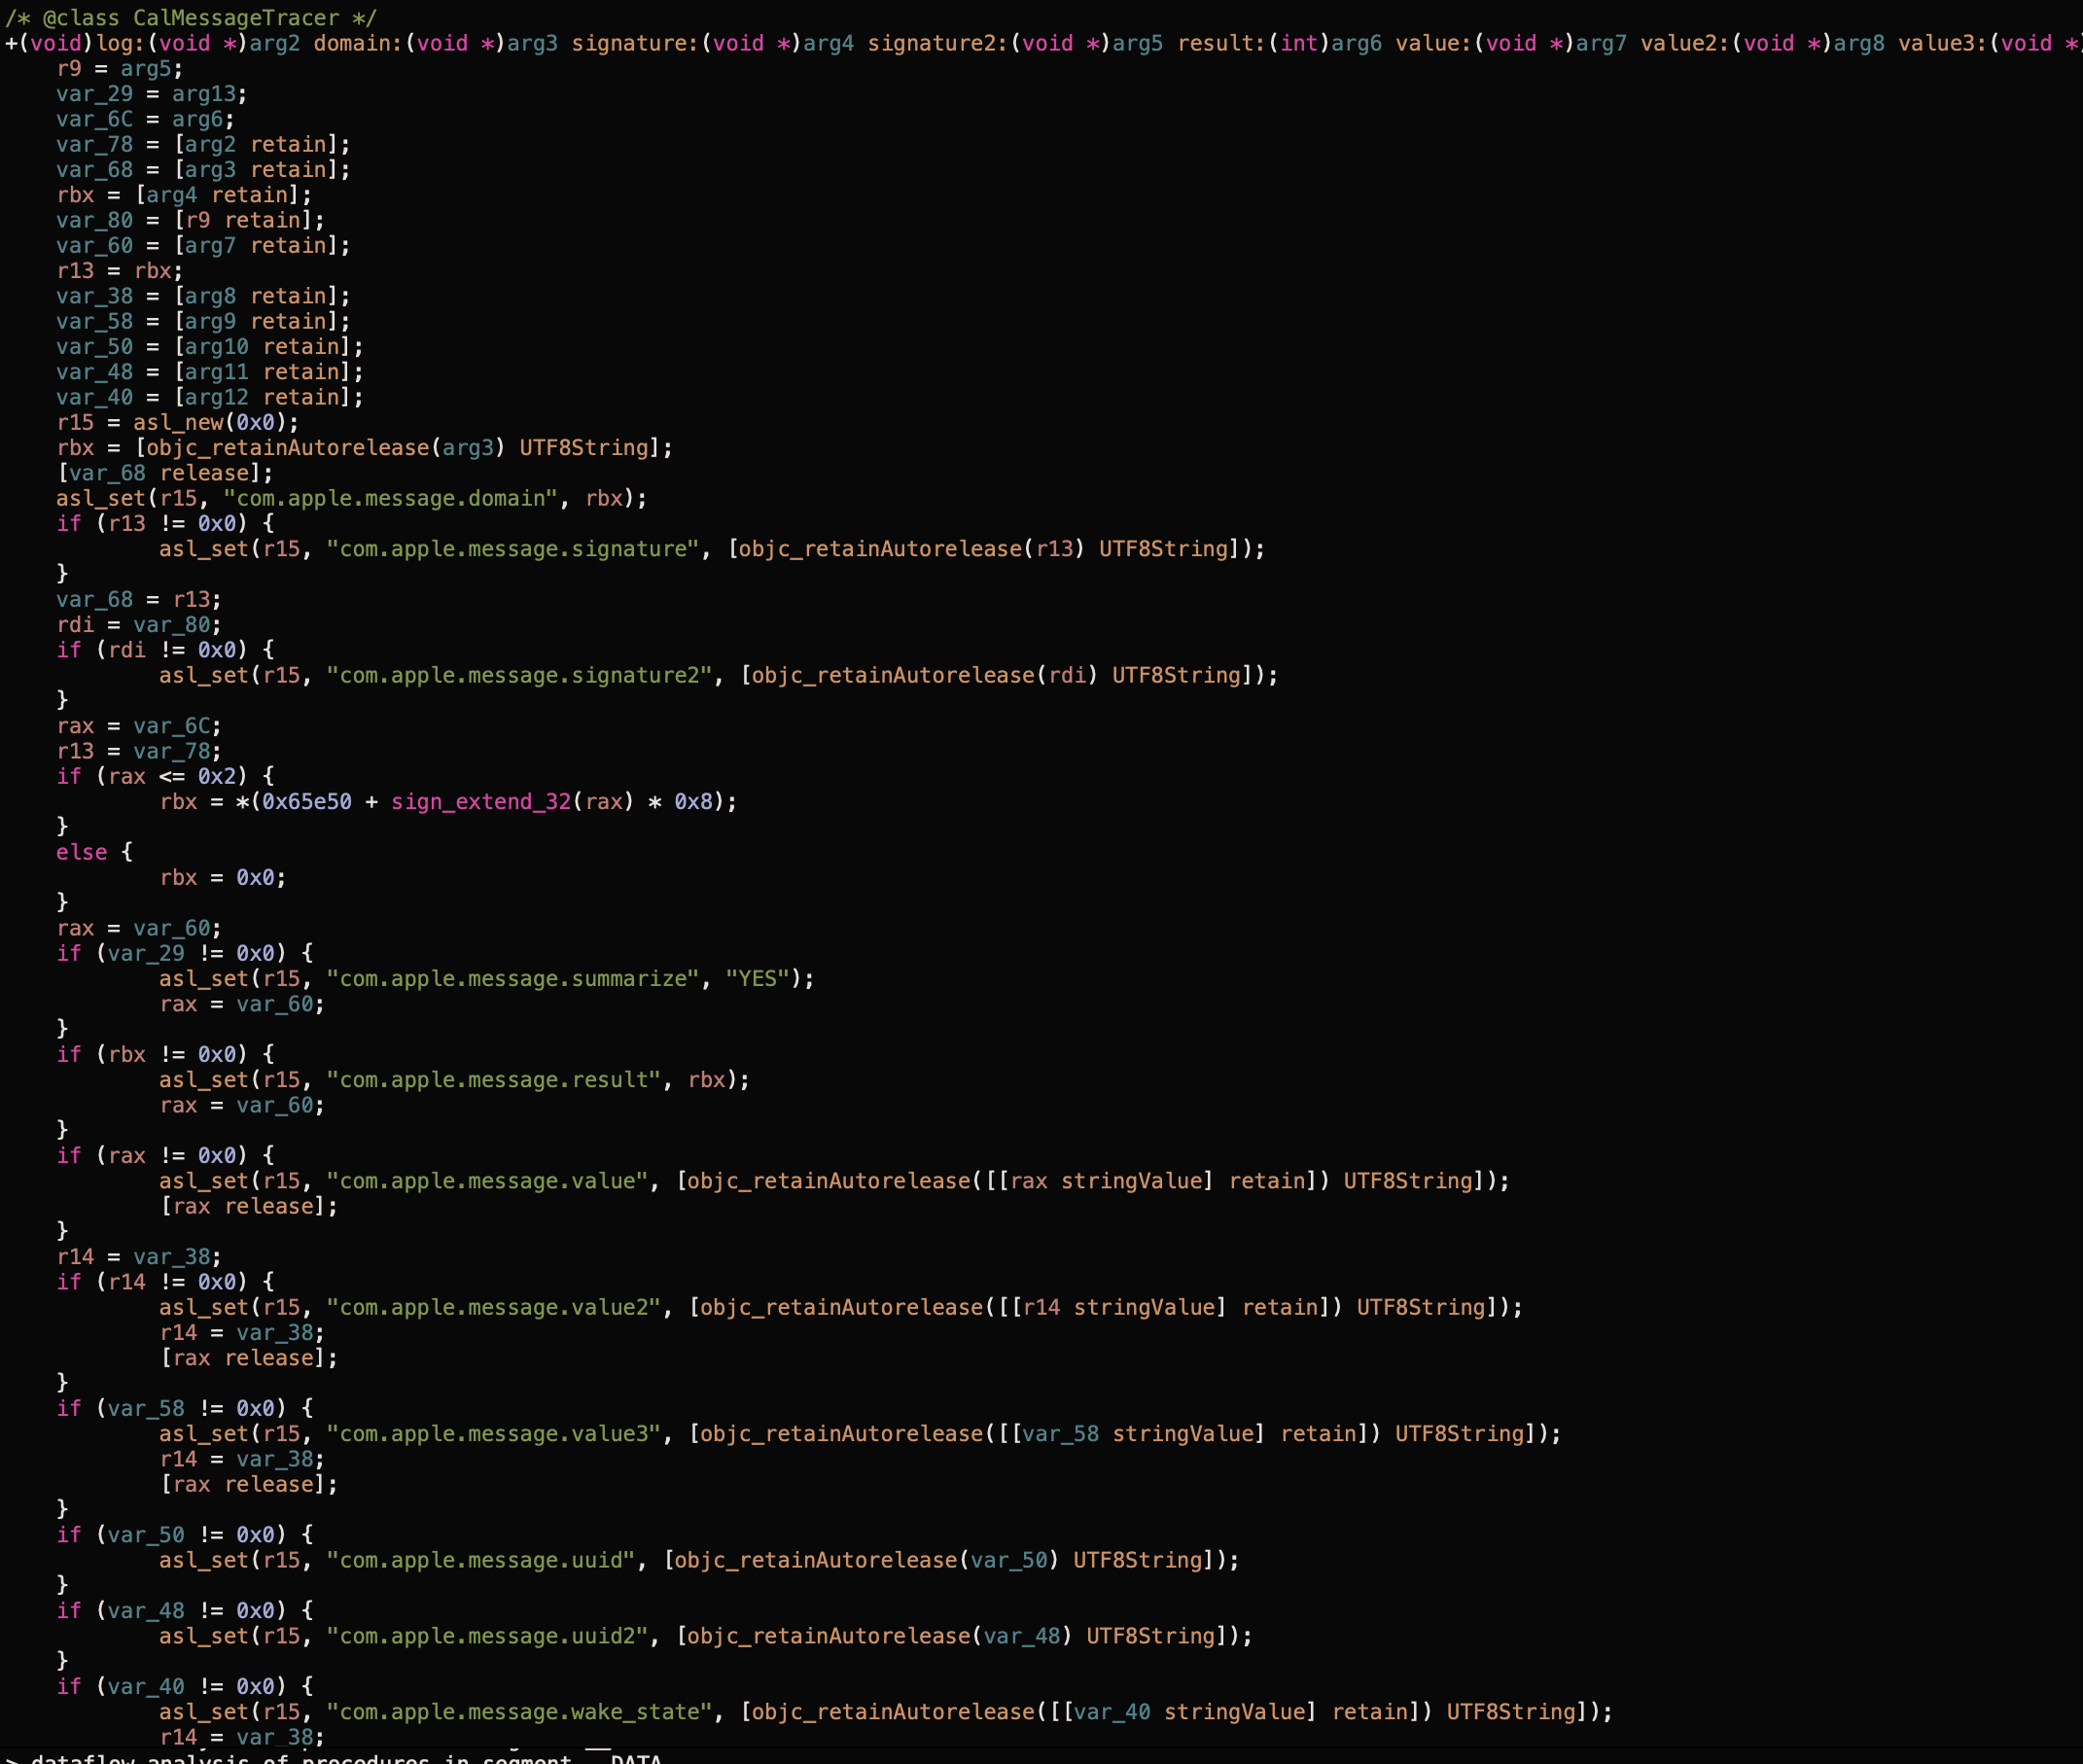 /* @class CalMessageTracer */
+(void)log:(void *)arg2 domain:(void *)arg3 signature:(void *)arg4 signature2:(void *)arg5 result:(int)arg6 value:(void *)arg7 value2:(void *)arg8 value3:(void *)
    r9 = arg5;
    var_29 = arg13;
    var_6C = arg6;
    var_78 = [arg2 retain];
    var_68 = [arg3 retain];
    rbx = [arg4 retain];
    var_80 = [r9 retain];
    var_60 = [arg7 retain];
    r13 = rbx;
    var_38 = [arg8 retain];
    var_58 = [arg9 retain];
    var_50 = [arg10 retain];
    var_48 = [arg11 retain];
    var_40 = [arg12 retain];
    r15 = asl_new(0x0);
    rbx = [objc_retainAutorelease(arg3) UTF8String];
    [var_68 release];
    asl_set(r15, "com.apple.message.domain", rbx);
    if (r13 != 0x0) {
            asl_set(r15, "com.apple.message.signature", [objc_retainAutorelease(r13) UTF8String]);
    }
    var_68 = r13;
    rdi = var_80;
    if (rdi != 0x0) {
            asl_set(r15, "com.apple.message.signature2", [objc_retainAutorelease(rdi) UTF8String]);
    }
    rax = var_6C;
    r13 = var_78;
    if (rax <= 0x2) {
            rbx = *(0x65e50 + sign_extend_32(rax) * 0x8);
    }
    else {
            rbx = 0x0;
    }
    rax = var_60;
    if (var_29 != 0x0) {
            asl_set(r15, "com.apple.message.summarize", "YES");
            rax = var_60;
    }
    if (rbx != 0x0) {
            asl_set(r15, "com.apple.message.result", rbx);
            rax = var_60;
    }
    if (rax != 0x0) {
            asl_set(r15, "com.apple.message.value", [objc_retainAutorelease([[rax stringValue] retain]) UTF8String]);
            [rax release];
    }
    r14 = var_38;
    if (r14 != 0x0) {
            asl_set(r15, "com.apple.message.value2", [objc_retainAutorelease([[r14 stringValue] retain]) UTF8String]);
            r14 = var_38;
            [rax release];
    }
    if (var_58 != 0x0) {
            asl_set(r15, "com.apple.message.value3", [objc_retainAutorelease([[var_58 stringValue] retain]) UTF8String]);
            r14 = var_38;
            [rax release];
    }
    if (var_50 != 0x0) {
            asl_set(r15, "com.apple.message.uuid", [objc_retainAutorelease(var_50) UTF8String]);
    }
    if (var_48 != 0x0) {
            asl_set(r15, "com.apple.message.uuid2", [objc_retainAutorelease(var_48) UTF8String]);
    }
    if (var_40 != 0x0) {
            asl_set(r15, "com.apple.message.wake_state", [objc_retainAutorelease([[var_40 stringValue] retain]) UTF8String]);
            r14 = var_38;
> dataflow analysis of procedures in segment __DATA